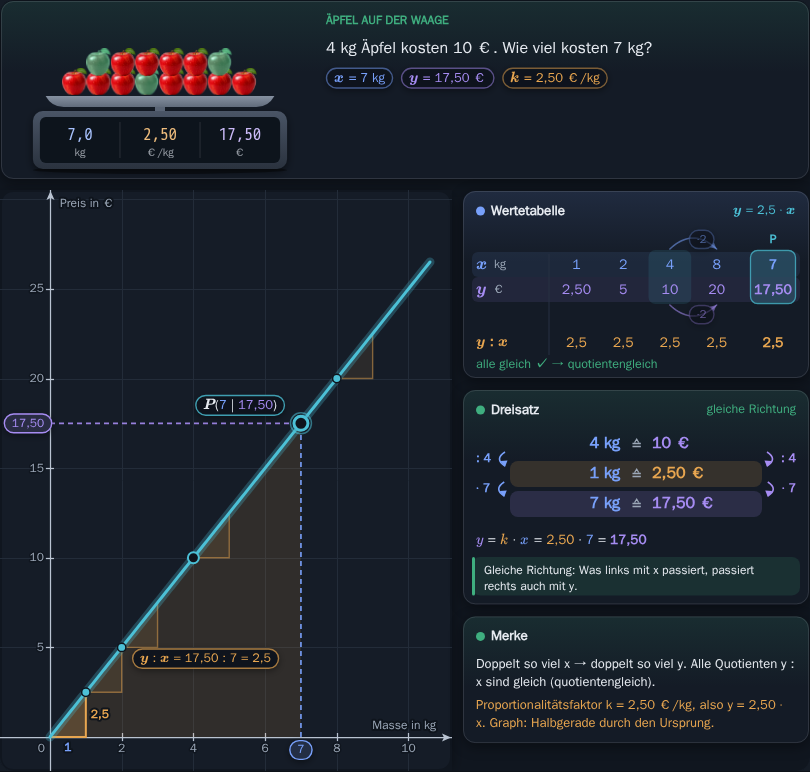 ÄPFEL AUF DER WAAGE
4 kg Äpfel kosten 10 €. Wie viel kosten 7 kg?
x = 7 kg y = 17,50 € k = 2,50 €/kg
7,0 2,50 17,50
kg €/kg €
Preis in €
25
20
17,50
15
10
5
0 1 2 4 6 7 8 10
P(7 | 17,50)
y : x = 17,50 : 7 = 2,5
2,5
Masse in kg
Wertetabelle y = 2,5 · x
·2 P
x kg 1 2 4 8 7
y € 2,50 5 10 20 17,50
·2
y : x 2,5 2,5 2,5 2,5 2,5
alle gleich ✓ → quotientengleich
Dreisatz gleiche Richtung
4 kg ≙ 10 €
: 4 : 4
1 kg ≙ 2,50 €
· 7 · 7
7 kg ≙ 17,50 €
y = k · x = 2,50 · 7 = 17,50
Gleiche Richtung: Was links mit x passiert, passiert
rechts auch mit y.
Merke
Doppelt so viel x → doppelt so viel y. Alle Quotienten y :
x sind gleich (quotientengleich).
Proportionalitätsfaktor k = 2,50 €/kg, also y = 2,50 ·
x. Graph: Halbgerade durch den Ursprung.